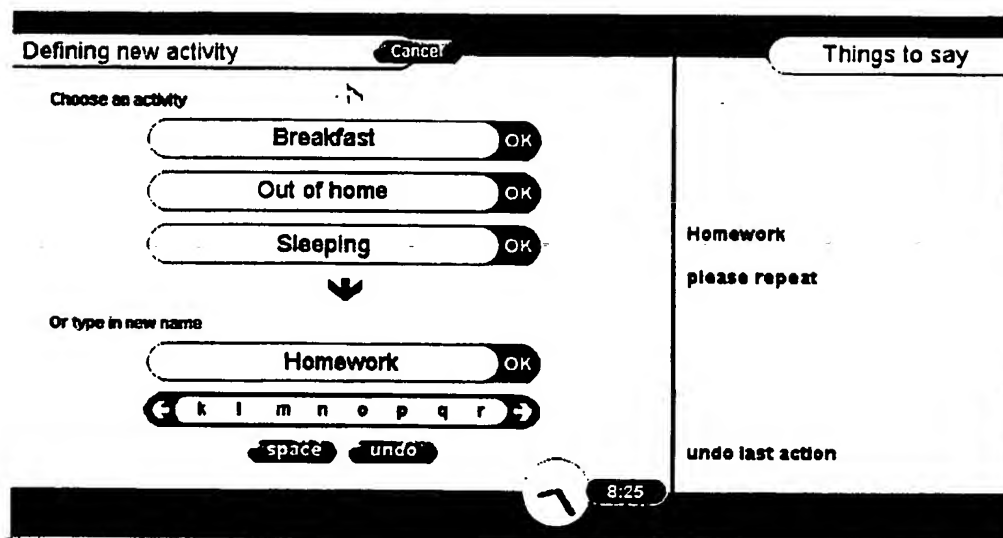 Defining new activity
Cancel
Choose an activity
Breakfast OK
Out of home OK
Sleeping OK
Or type in new name
Homework OK
k l m n o p q r
space undo
8:25
Things to say
Homework
please repeat
undo last action